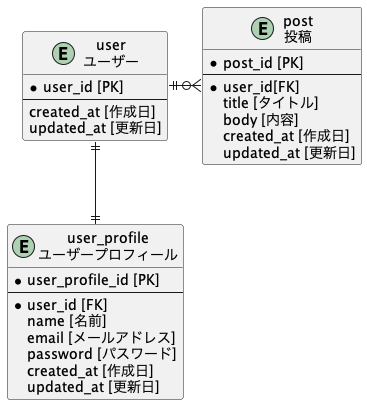 E
user
ユーザー
* user_id [PK]
created_at [作成日]
updated_at [更新日]
E
post
投稿
* post_id [PK]
* user_id[FK]
title [タイトル]
body [内容]
created_at [作成日]
updated_at [更新日]
E
user_profile
ユーザープロフィール
* user_profile_id [PK]
* user_id [FK]
name [名前]
email [メールアドレス]
password [パスワード]
created_at [作成日]
updated_at [更新日]